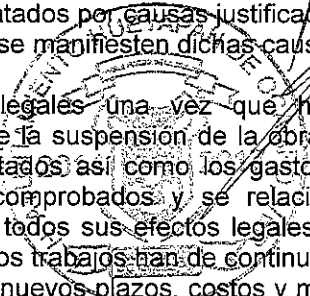 tados por causas justifica
se manifiesten dichas caus
legales una vez que h
e la suspensión de la obra
tados así como los gasto
comprobados y se relaci
todos sus efectos legales
os trabajos han de continu
nuevos plazos, costos y m